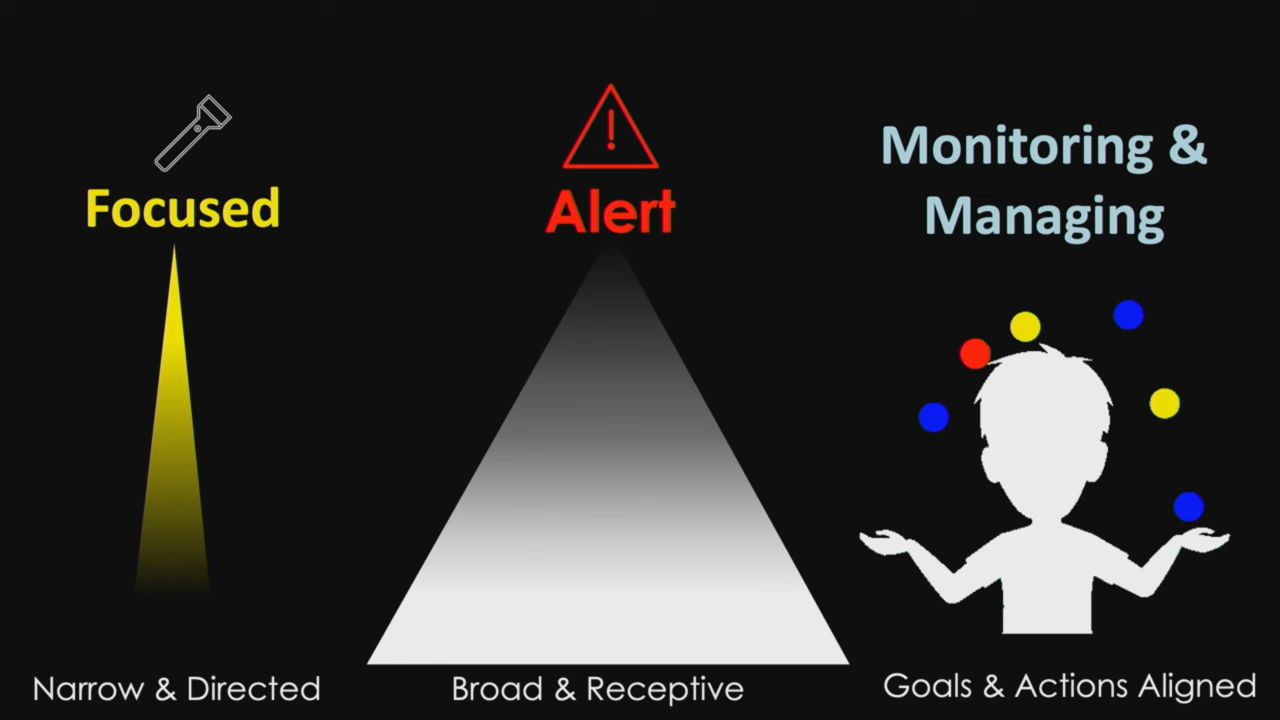 Focused
Narrow & Directed
!
Alert
Broad & Receptive
Monitoring &
Managing
Goals & Actions Aligned